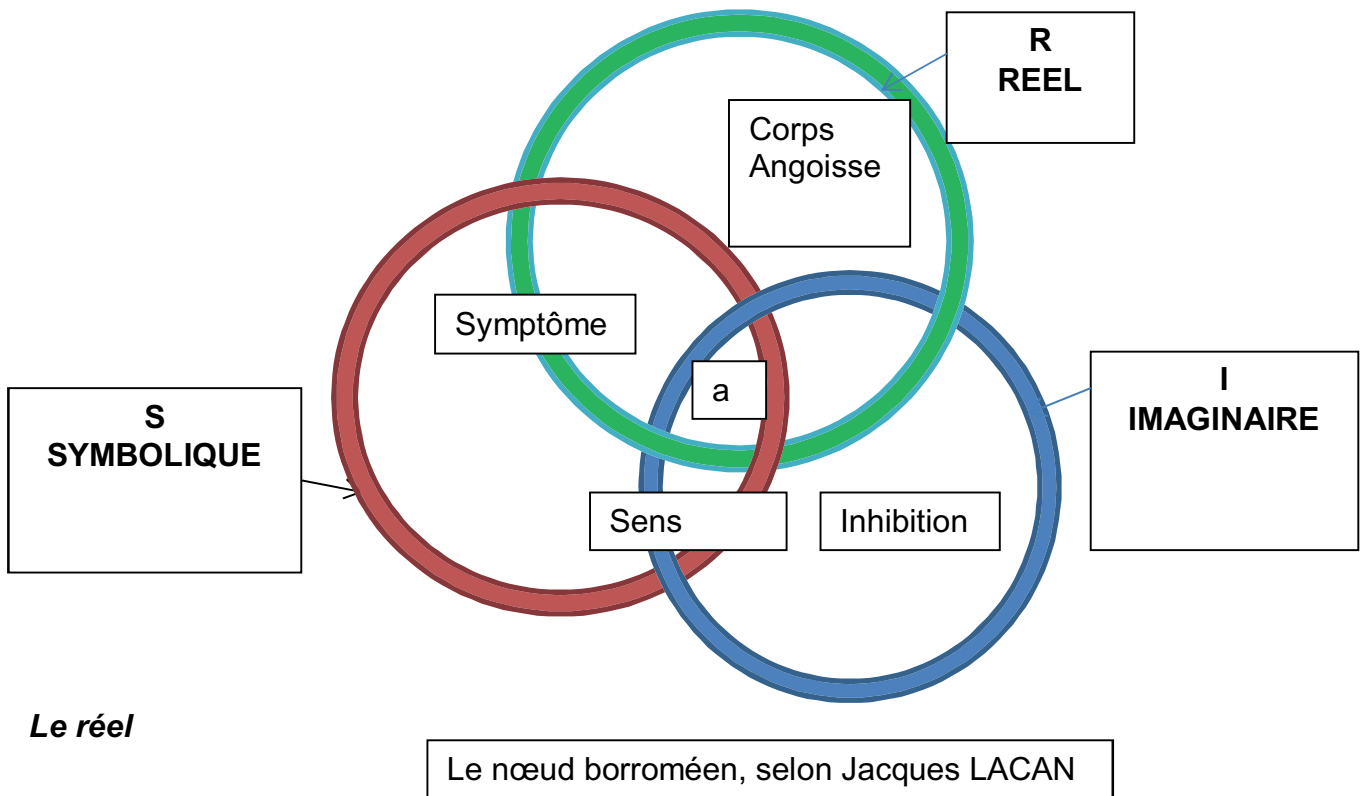 R
REEL
Corps
Angoisse
Symptôme
a
I
IMAGINAIRE
S
SYMBOLIQUE
Sens
Inhibition
Le réel
Le nœud borroméen, selon Jacques LACAN